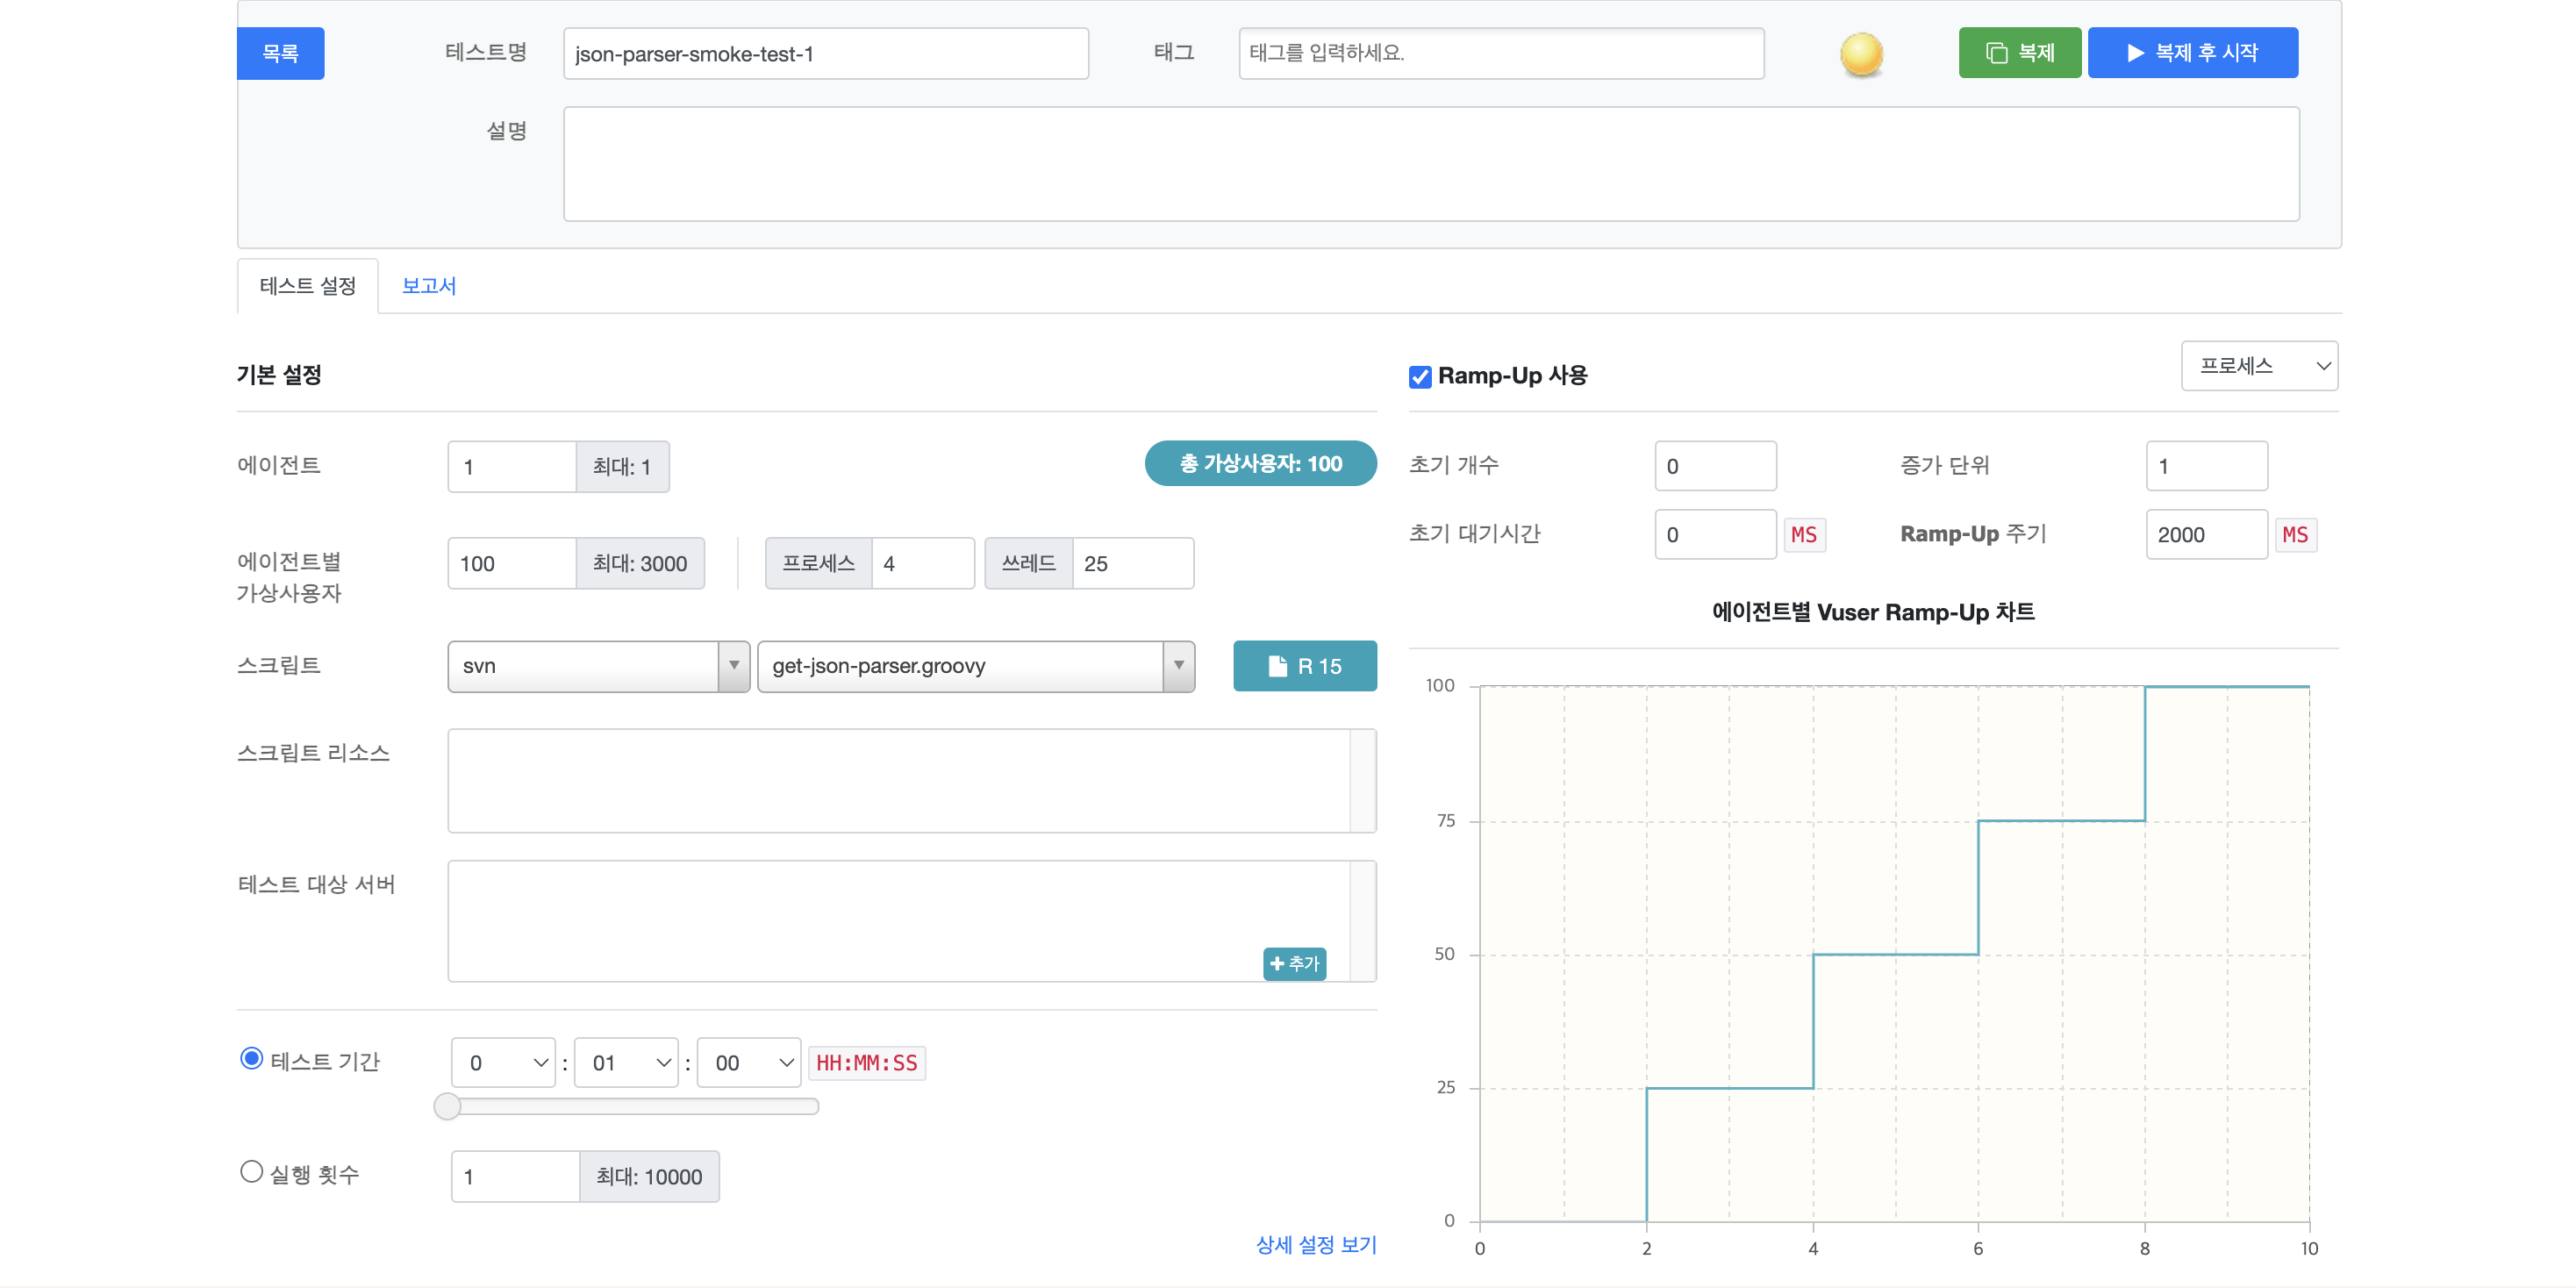 목록
테스트명
json-parser-smoke-test-1
태그
태그를 입력하세요.
복제
복제 후 시작
설명
테스트 설정
보고서
기본 설정
에이전트
1
최대: 1
총 가상사용자: 100
에이전트별
가상사용자
100
최대: 3000
프로세스
4
쓰레드
25
스크립트
svn
get-json-parser.groovy
R 15
스크립트 리소스
테스트 대상 서버
추가
테스트 기간
0 : 01 : 00
HH:MM:SS
실행 횟수
1
최대: 10000
상세 설정 보기
Ramp-Up 사용
프로세스
초기 개수
0
증가 단위
1
초기 대기시간
0
MS
Ramp-Up 주기
2000
MS
에이전트별 Vuser Ramp-Up 차트
100
75
50
25
0
0 2 4 6 8 10